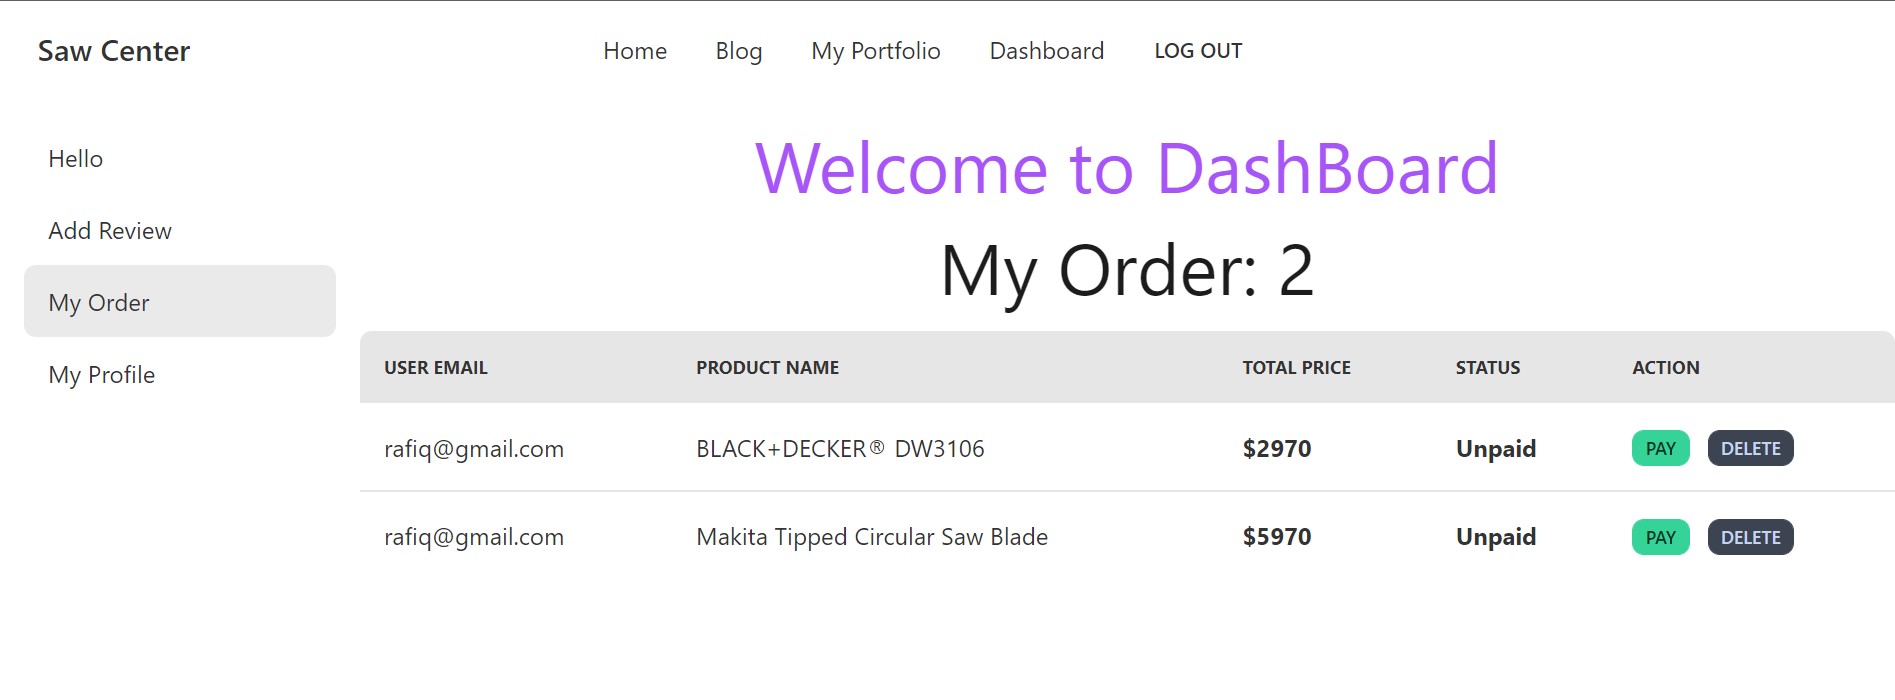 Saw Center Home Blog My Portfolio Dashboard LOG OUT
Hello
Add Review
My Order
My Profile
Welcome to DashBoard
My Order: 2
USER EMAIL PRODUCT NAME TOTAL PRICE STATUS ACTION
rafiq@gmail.com BLACK+DECKER® DW3106 $2970 Unpaid PAY DELETE
rafiq@gmail.com Makita Tipped Circular Saw Blade $5970 Unpaid PAY DELETE